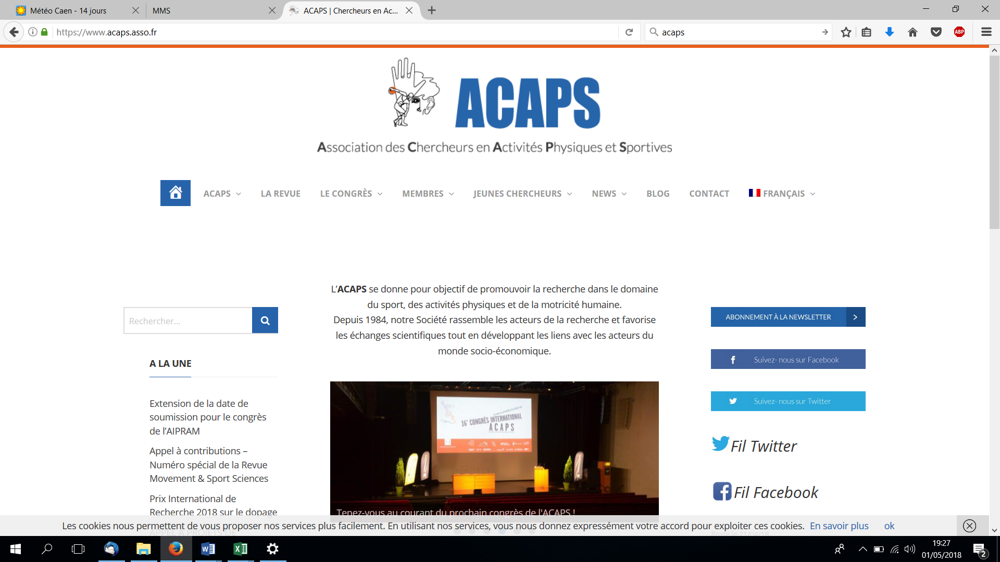 Météo Caen - 14 jours
MMS
ACAPS | Chercheurs en Ac...
https://www.acaps.asso.fr
acaps
ABP
ACAPS
Association des Chercheurs en Activités Physiques et Sportives
ACAPS
LA REVUE
LE CONGRÈS
MEMBRES
JEUNES CHERCHEURS
NEWS
BLOG
CONTACT
FRANÇAIS
Rechercher...
A LA UNE
Extension de la date de
soumission pour le congrès
de l'AIPRAM
Appel à contributions –
Numéro spécial de la Revue
Movement & Sport Sciences
Prix International de
Recherche 2018 sur le dopage
APPEL A PROJETS DE
L'ACAPS se donne pour objectif de promouvoir la recherche dans le domaine
du sport, des activités physiques et de la motricité humaine.
Depuis 1984, notre Société rassemble les acteurs de la recherche et favorise
les échanges scientifiques tout en développant les liens avec les acteurs du
monde socio-économique.
16e CONGRÈS INTERNATIONAL
ACAPS
Tenez-vous au courant du prochain congrès de l'ACAPS !
ABONNEMENT À LA NEWSLETTER
Suivez- nous sur Facebook
Suivez- nous sur Twitter
Fil Twitter
Fil Facebook
Posté le 21/04/18
Les cookies nous permettent de vous proposer nos services plus facilement. En utilisant nos services, vous nous donnez expressément votre accord pour exploiter ces cookies. En savoir plus ok
19:27
01/05/2018
2